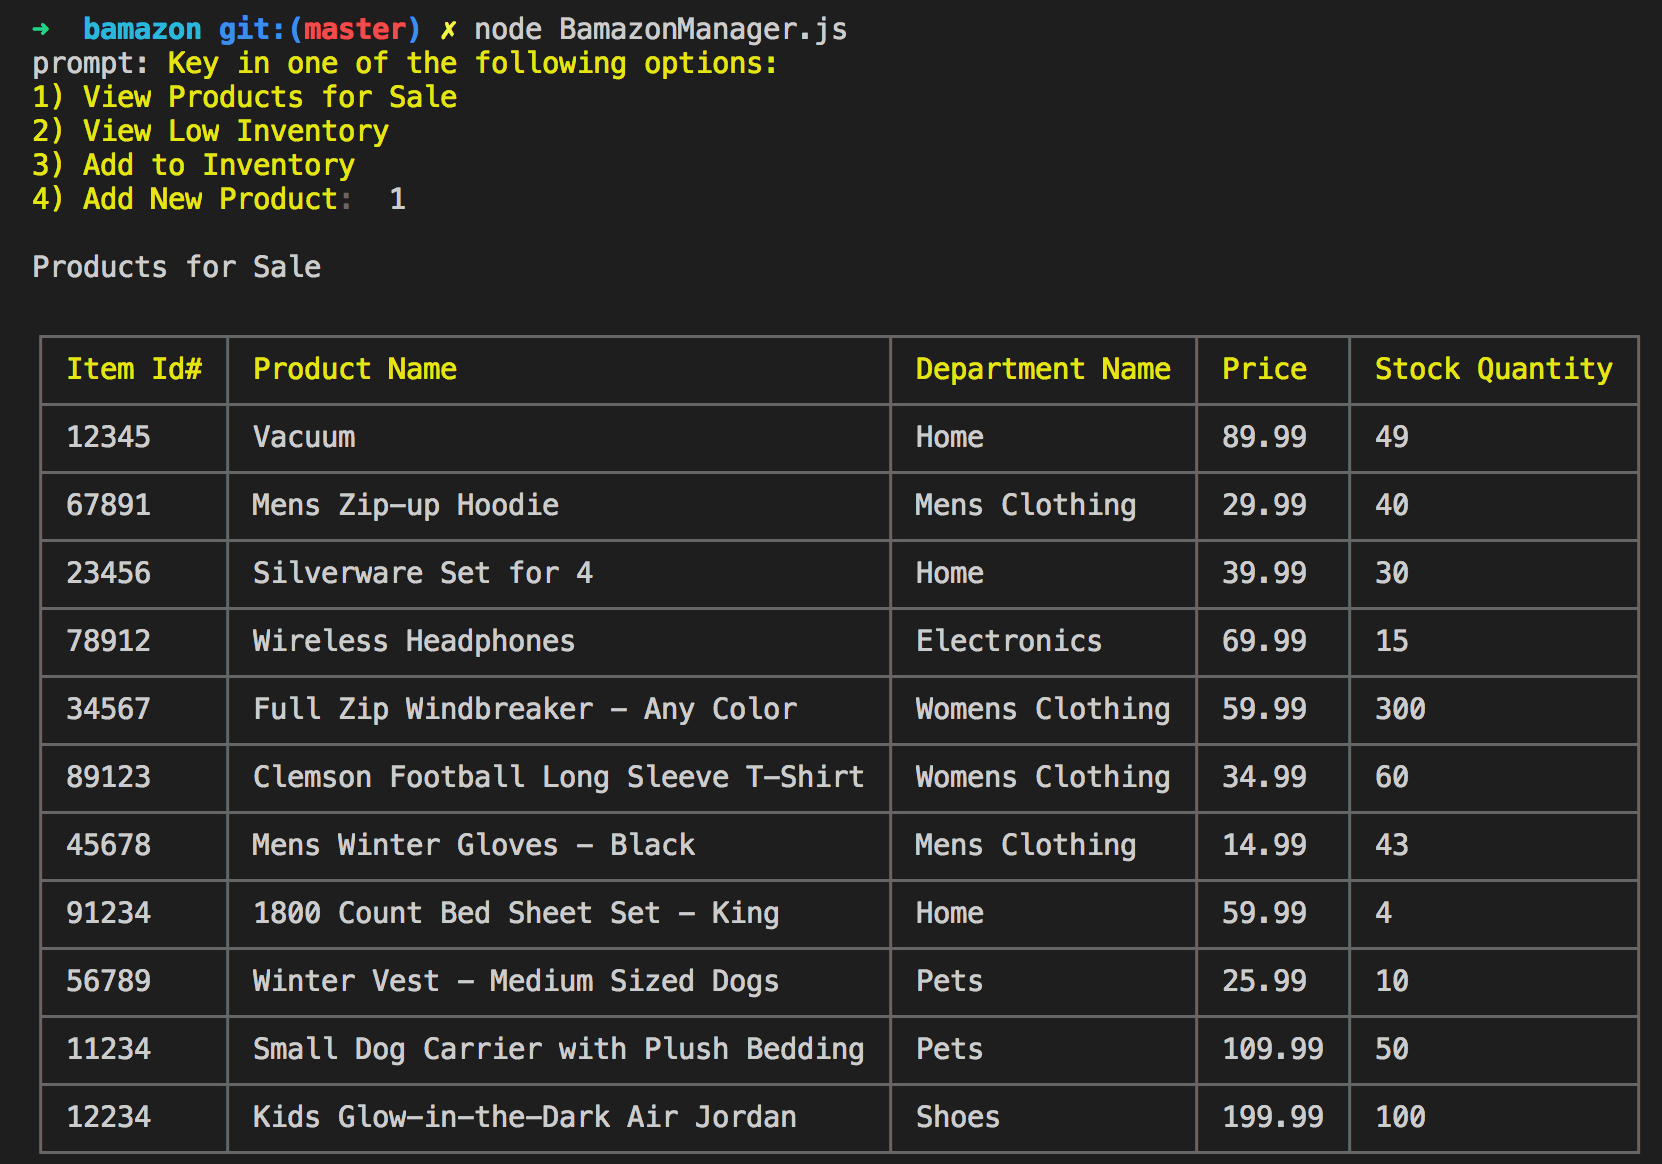 ➜  bamazon git:(master) ✗ node BamazonManager.js
prompt: Key in one of the following options:
1) View Products for Sale
2) View Low Inventory
3) Add to Inventory
4) Add New Product:  1
Products for Sale
Item Id# Product Name Department Name Price Stock Quantity
12345 Vacuum Home 89.99 49
67891 Mens Zip-up Hoodie Mens Clothing 29.99 40
23456 Silverware Set for 4 Home 39.99 30
78912 Wireless Headphones Electronics 69.99 15
34567 Full Zip Windbreaker - Any Color Womens Clothing 59.99 300
89123 Clemson Football Long Sleeve T-Shirt Womens Clothing 34.99 60
45678 Mens Winter Gloves - Black Mens Clothing 14.99 43
91234 1800 Count Bed Sheet Set - King Home 59.99 4
56789 Winter Vest - Medium Sized Dogs Pets 25.99 10
11234 Small Dog Carrier with Plush Bedding Pets 109.99 50
12234 Kids Glow-in-the-Dark Air Jordan Shoes 199.99 100